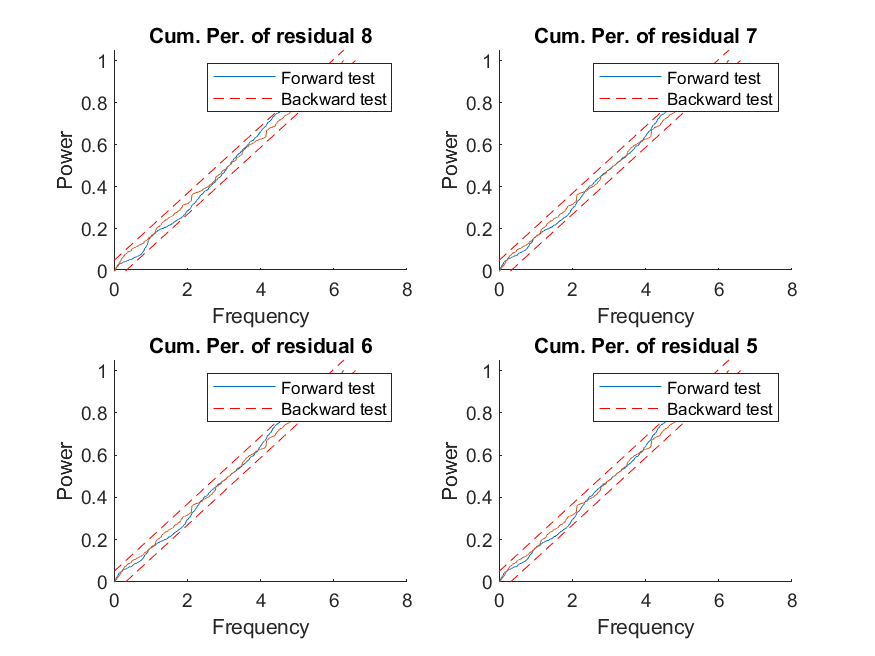 Cum. Per. of residual 8
1
0.8
0.6
0.4
0.2
0
Power
Forward test
Backward test
0 2 4 6 8
Frequency
Cum. Per. of residual 7
1
0.8
0.6
0.4
0.2
0
Power
Forward test
Backward test
0 2 4 6 8
Frequency
Cum. Per. of residual 6
1
0.8
0.6
0.4
0.2
0
Power
Forward test
Backward test
0 2 4 6 8
Frequency
Cum. Per. of residual 5
1
0.8
0.6
0.4
0.2
0
Power
Forward test
Backward test
0 2 4 6 8
Frequency